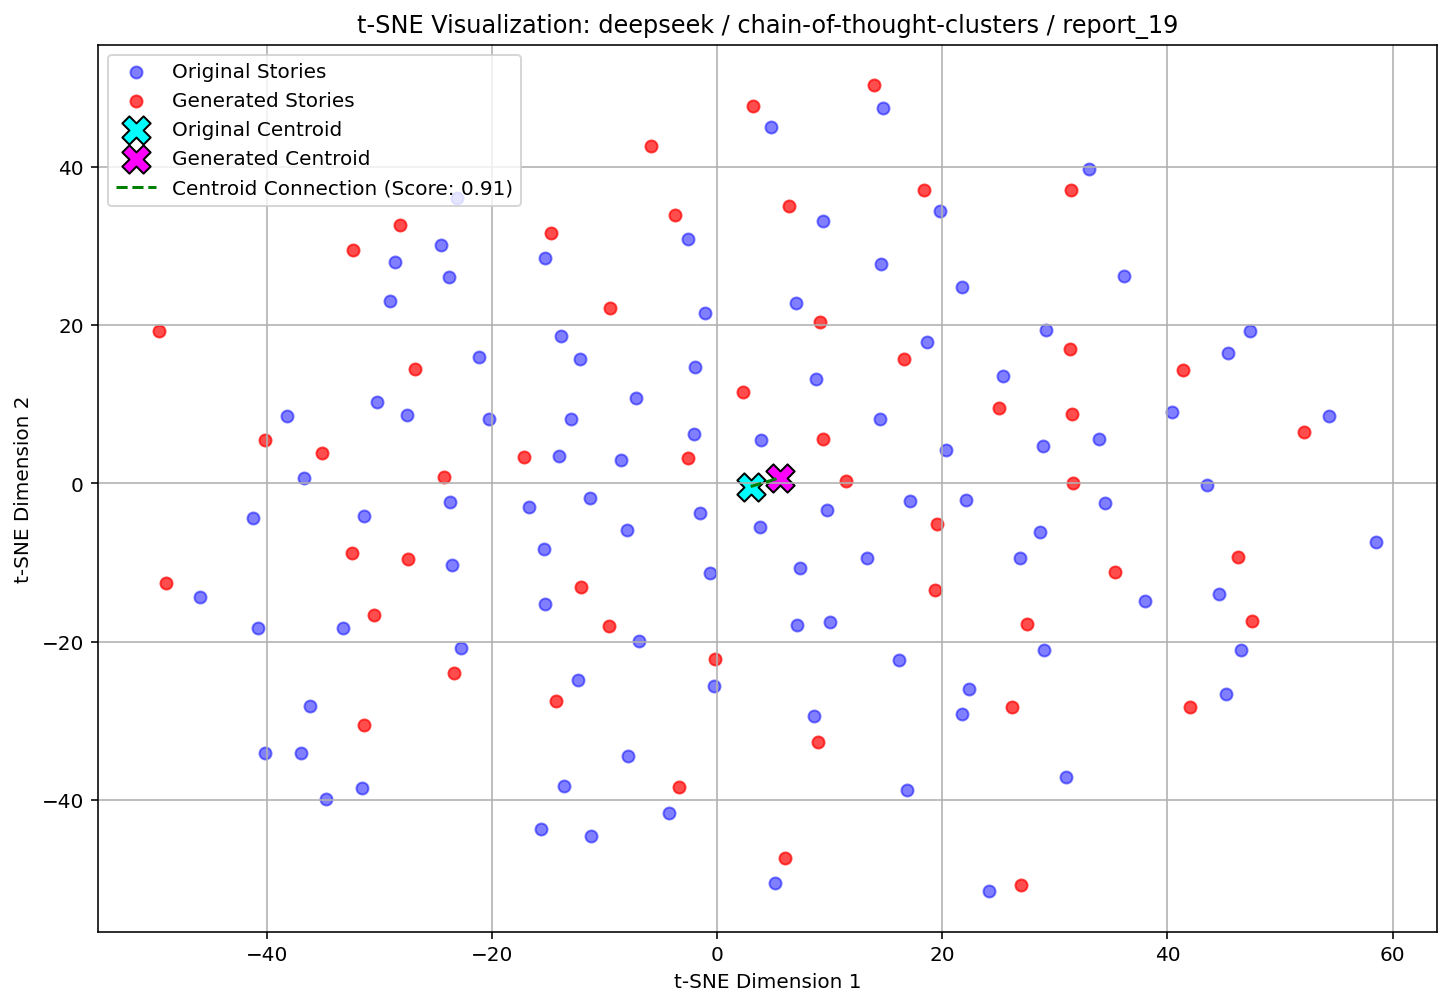 t-SNE Visualization: deepseek / chain-of-thought-clusters / report_19
Original Stories
Generated Stories
Original Centroid
Generated Centroid
Centroid Connection (Score: 0.91)
40
20
0
−20
−40
t-SNE Dimension 2
−40
−20
0
20
40
60
t-SNE Dimension 1